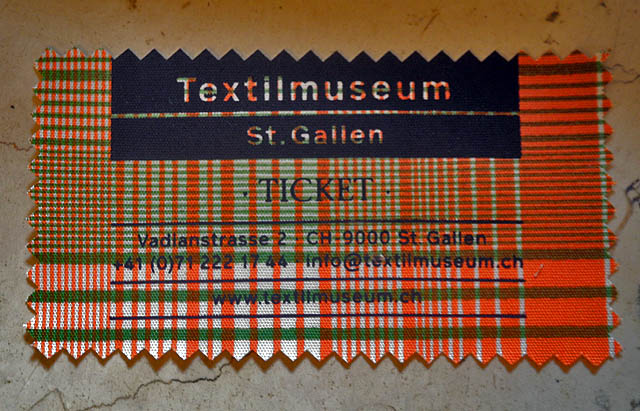 Textilmuseum
St. Gallen
· TICKET ·
Vadianstrasse 2 · CH-9000 St. Gallen
+41 (0)71 222 17 44 · info@textilmuseum.ch
www.textilmuseum.ch